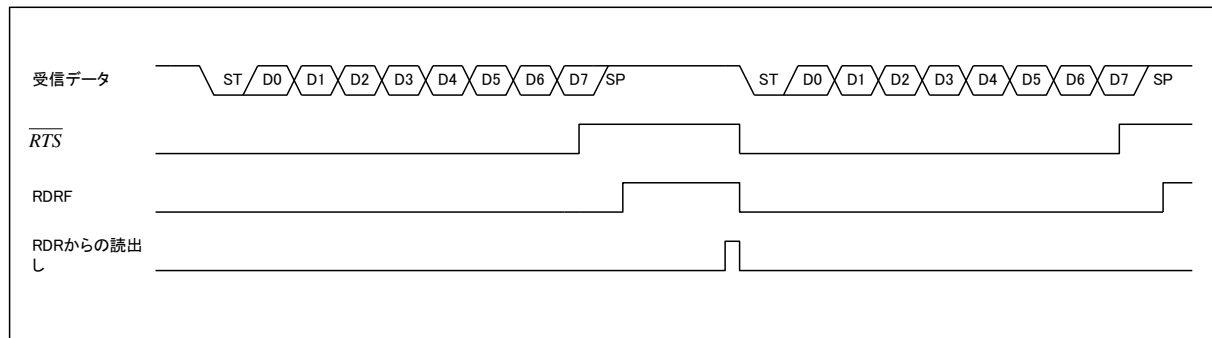 受信データ ST D0 D1 D2 D3 D4 D5 D6 D7 SP ST D0 D1 D2 D3 D4 D5 D6 D7 SP
RTS
RDRF
RDRからの読出
し